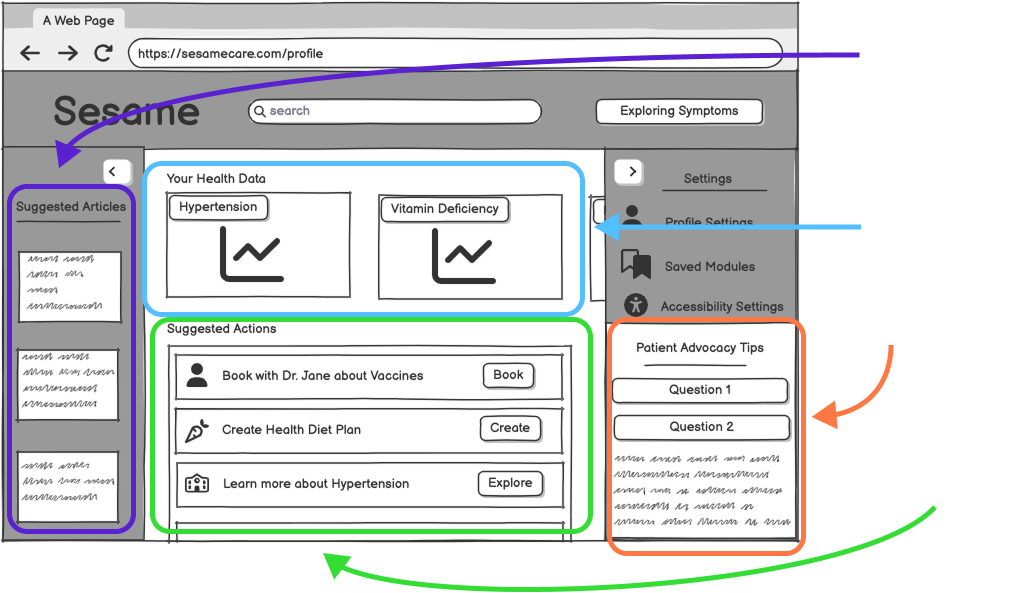 A Web Page
https://sesamecare.com/profile
Sesame
search
Exploring Symptoms
Suggested Articles
Your Health Data
Hypertension
Vitamin Deficiency
Suggested Actions
Book with Dr. Jane about Vaccines
Book
Create Health Diet Plan
Create
Learn more about Hypertension
Explore
Settings
Profile Settings
Saved Modules
Accessibility Settings
Patient Advocacy Tips
Question 1
Question 2